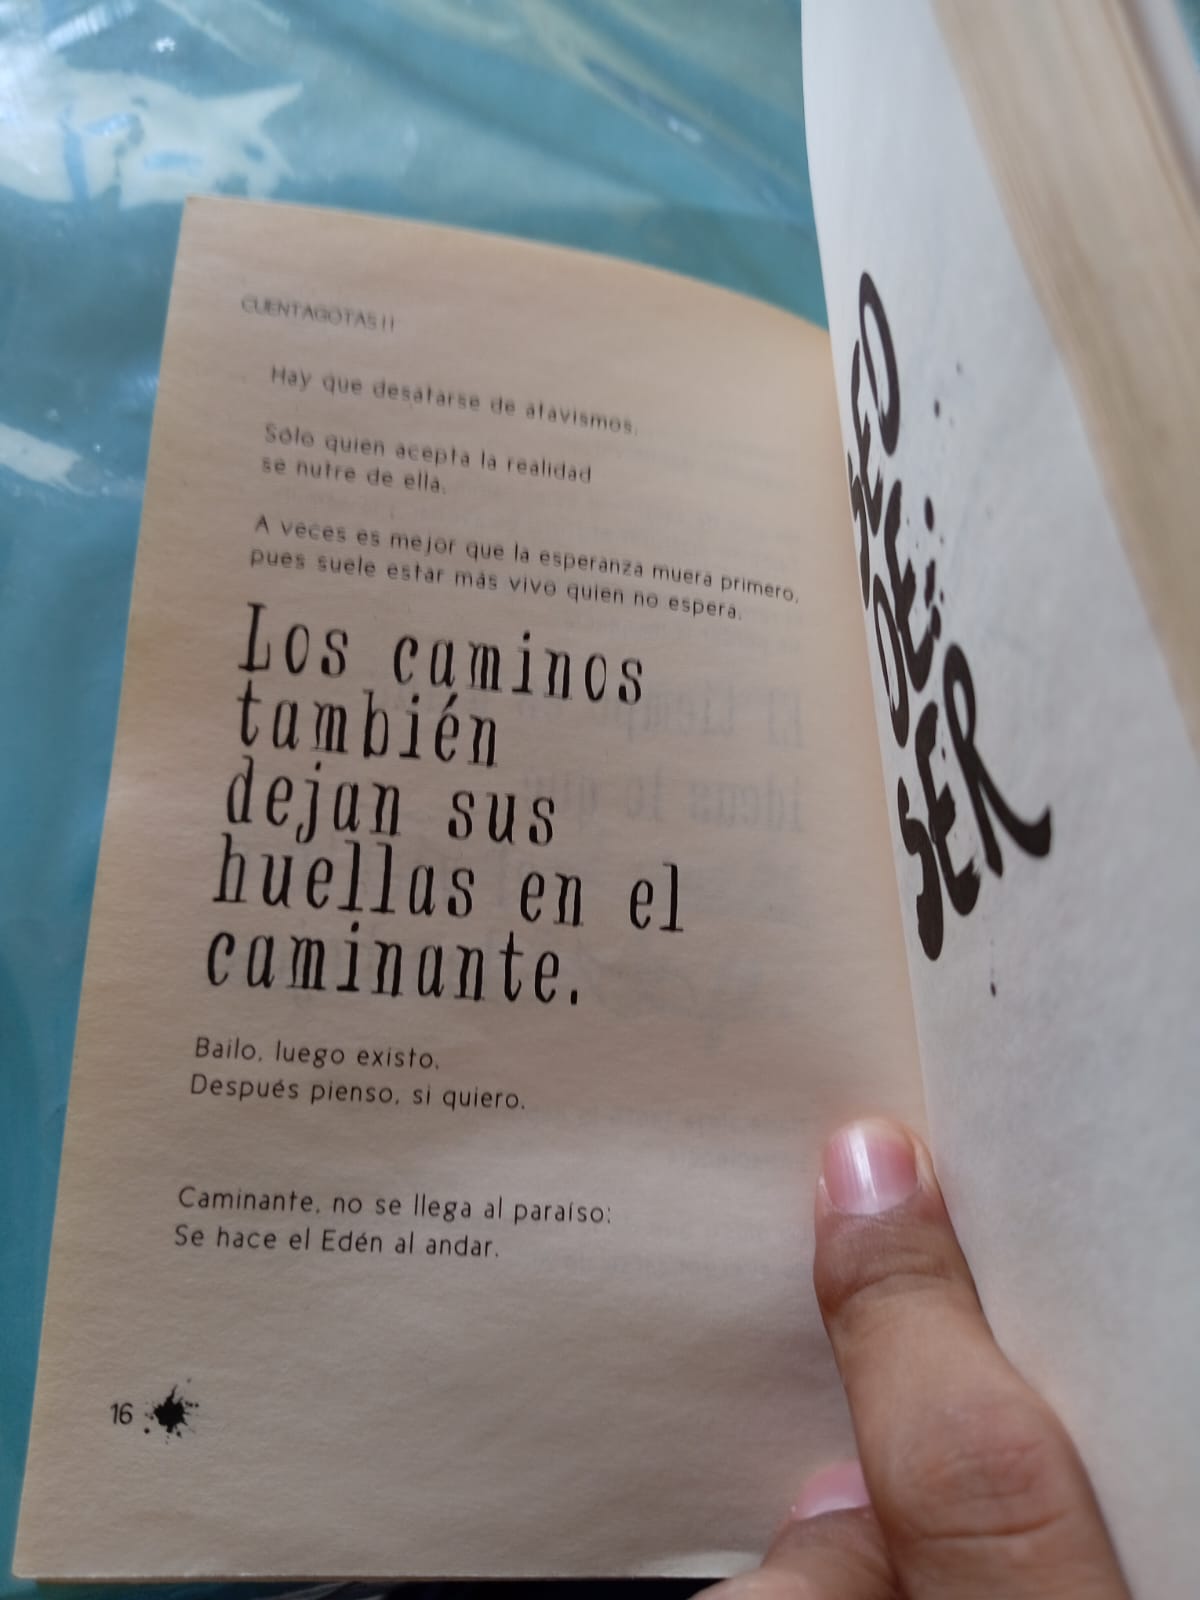 CUENTAGOTAS II
Hay que desatarse de atavismos.
Sólo quien acepta la realidad
se nutre de ella.
A veces es mejor que la esperanza muera primero,
pues suele estar más vivo quien no espera.
Los caminos
también
dejan sus
huellas en el
caminante.
Bailo, luego existo.
Después pienso, si quiero.
Caminante, no se llega al paraíso:
Se hace el Edén al andar.
16
SED
DE
SER